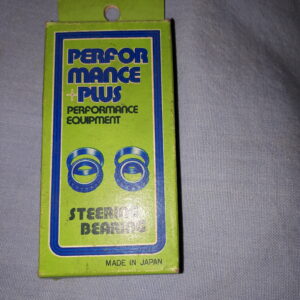 PERFOR
MANCE
+PLUS
PERFORMANCE
EQUIPMENT
STEERING
BEARING
MADE IN JAPAN